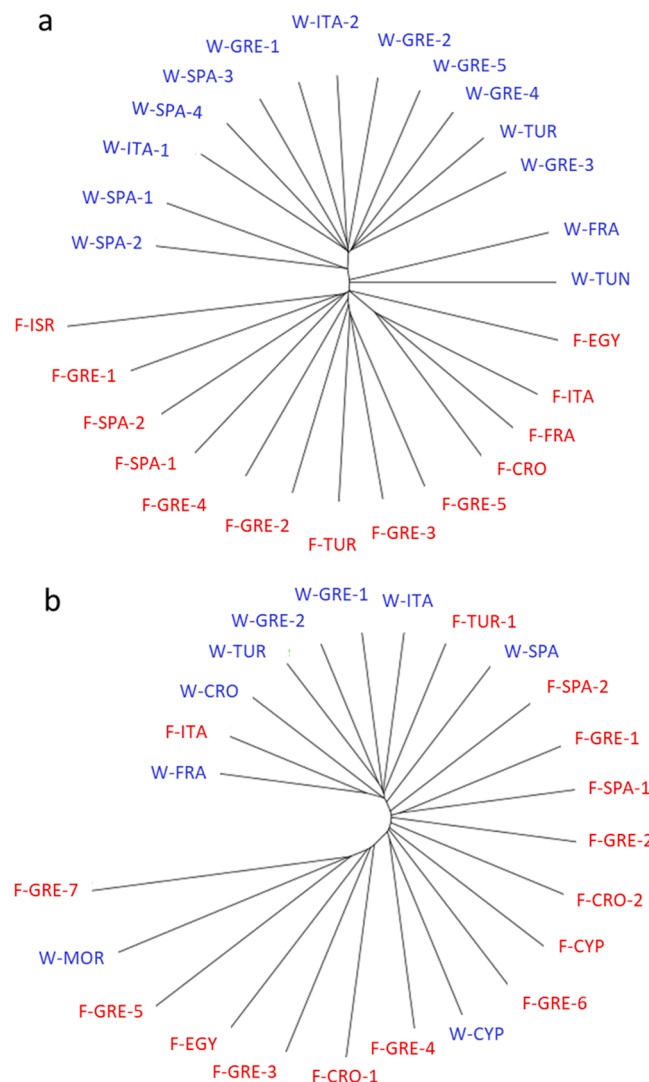 a
W-ITA-2
W-GRE-1
W-GRE-2
W-SPA-3
W-GRE-5
W-SPA-4
W-GRE-4
W-ITA-1
W-TUR
W-GRE-3
W-SPA-1
W-FRA
W-SPA-2
W-TUN
F-ISR
F-EGY
F-GRE-1
F-ITA
F-SPA-2
F-FRA
F-SPA-1
F-CRO
F-GRE-4
F-GRE-5
F-GRE-2
F-GRE-3
F-TUR
b
W-GRE-1
W-ITA
W-GRE-2
F-TUR-1
W-TUR
W-SPA
W-CRO
F-SPA-2
F-ITA
F-GRE-1
W-FRA
F-SPA-1
F-GRE-2
F-GRE-7
F-CRO-2
W-MOR
F-CYP
F-GRE-5
F-GRE-6
F-EGY
W-CYP
F-GRE-4
F-GRE-3
F-CRO-1